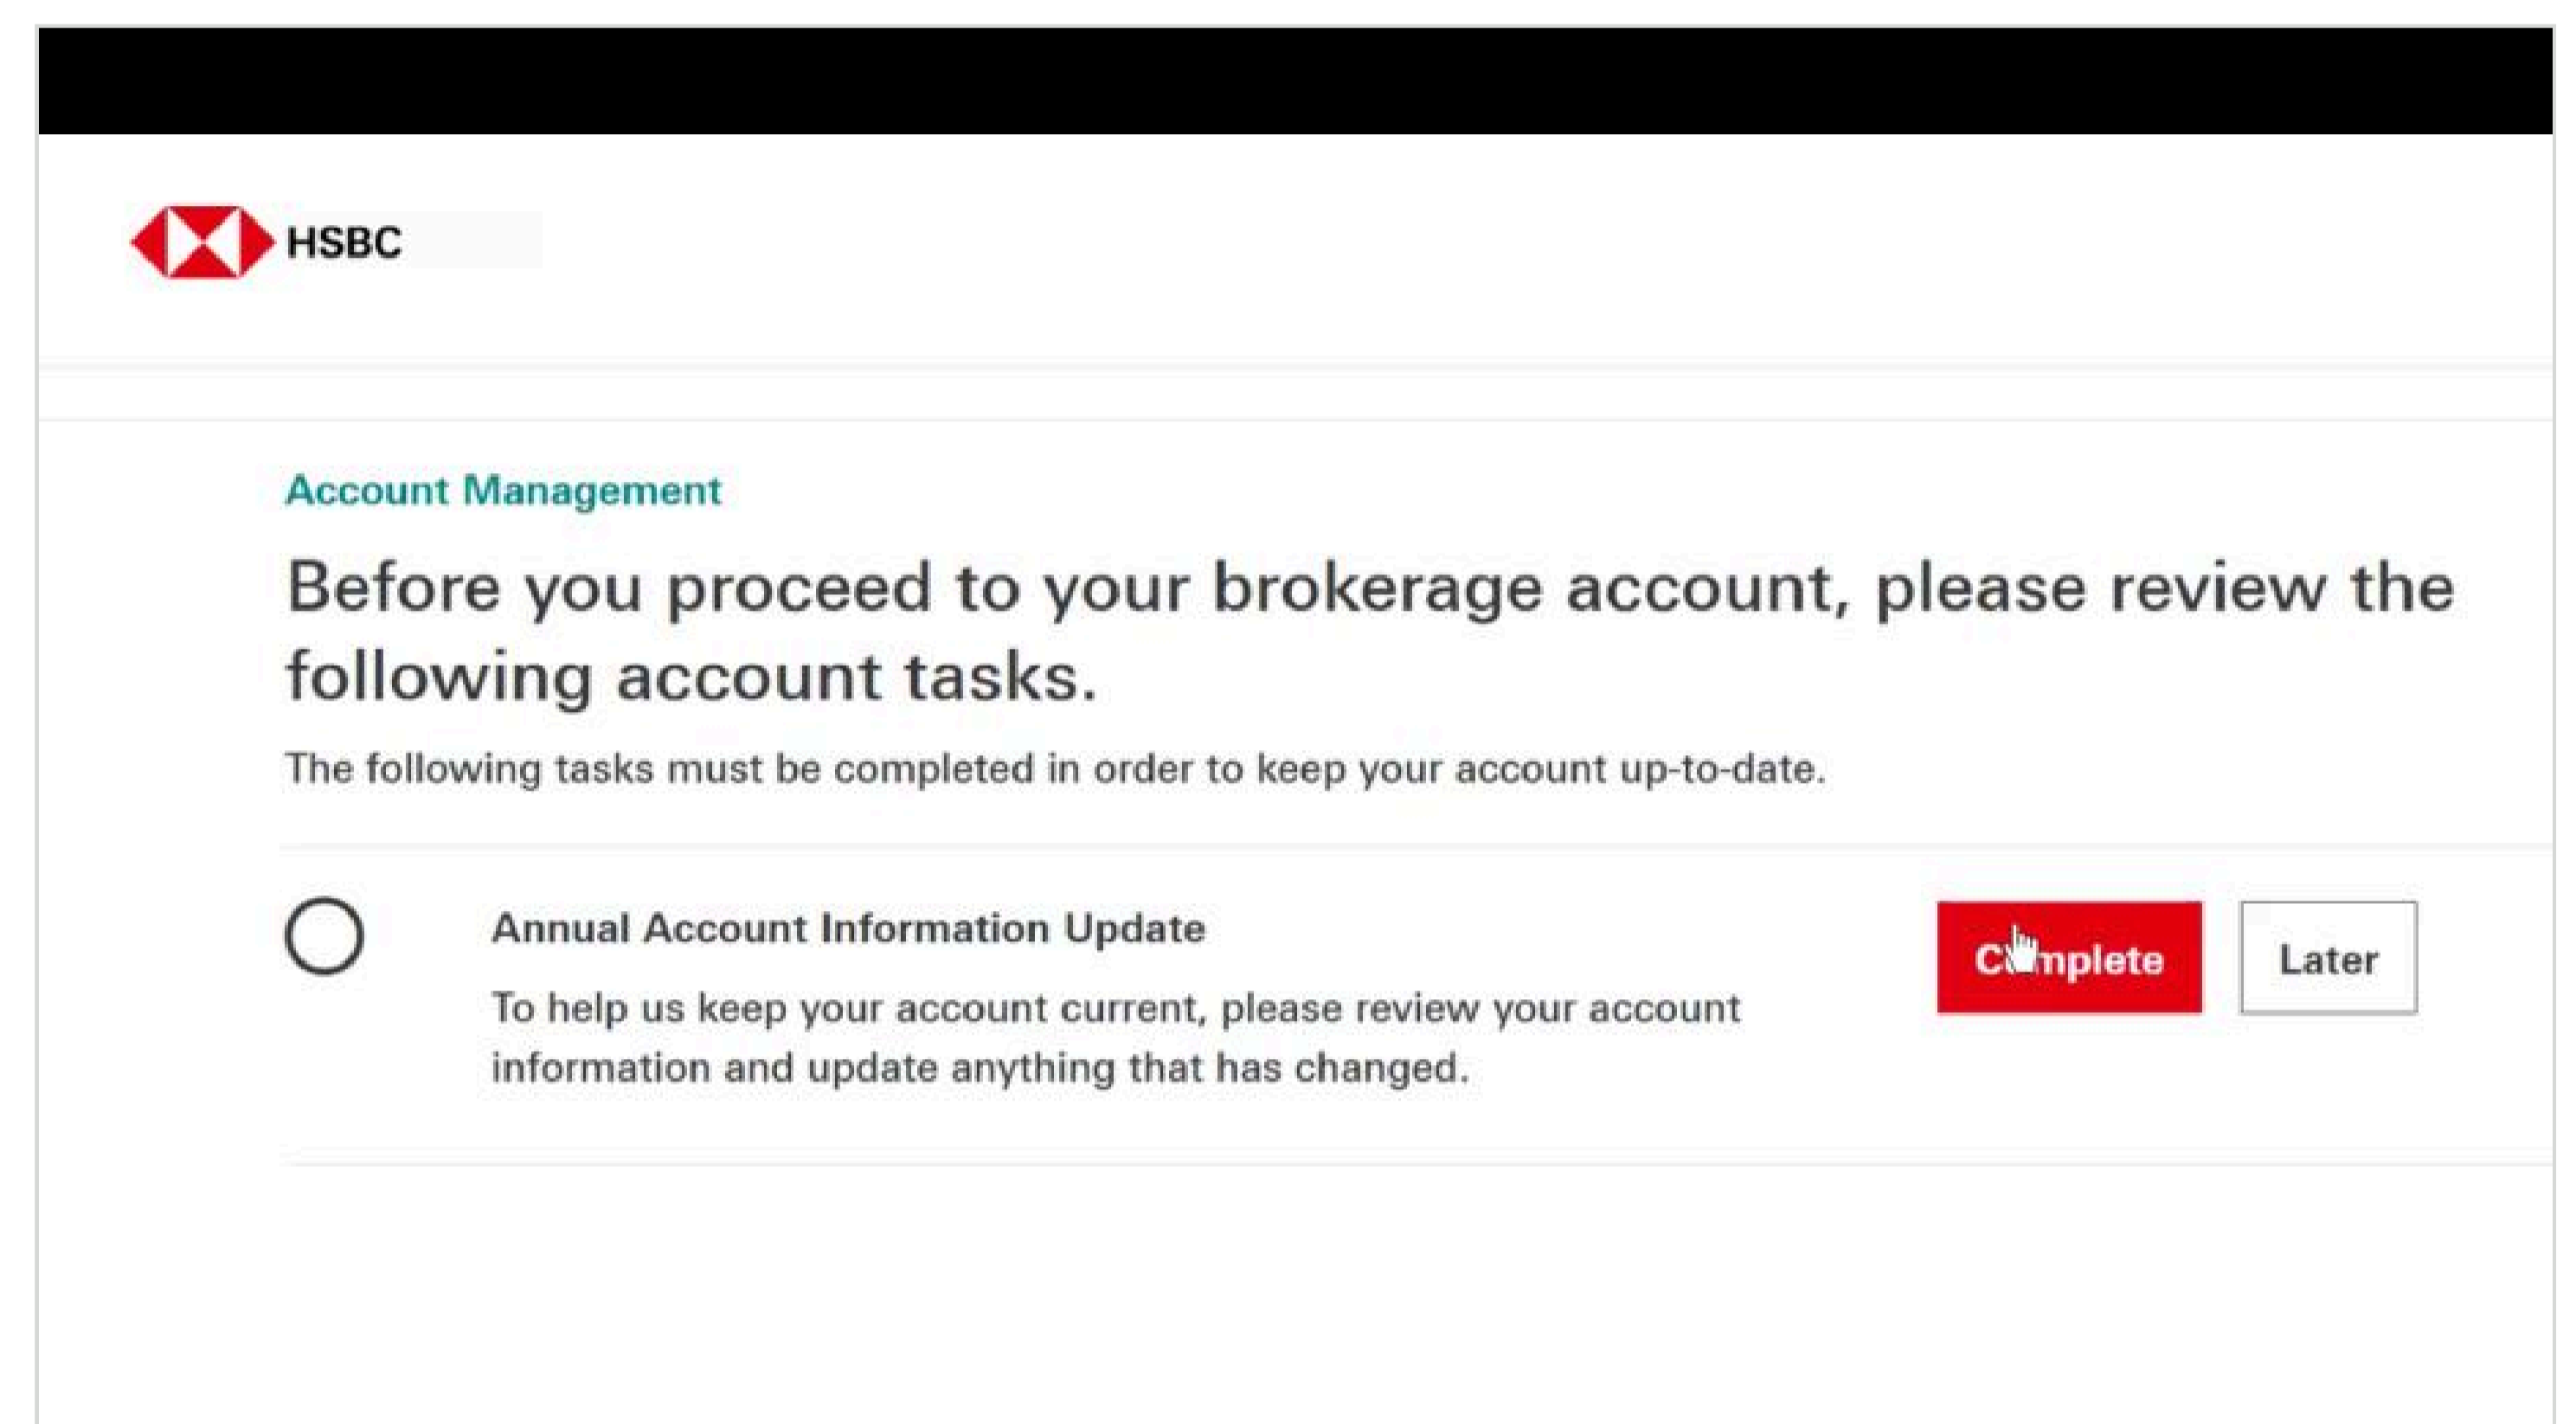 HSBC
Account Management
Before you proceed to your brokerage account, please review the
following account tasks.
The following tasks must be completed in order to keep your account up-to-date.
Annual Account Information Update
To help us keep your account current, please review your account
information and update anything that has changed.
Complete
Later